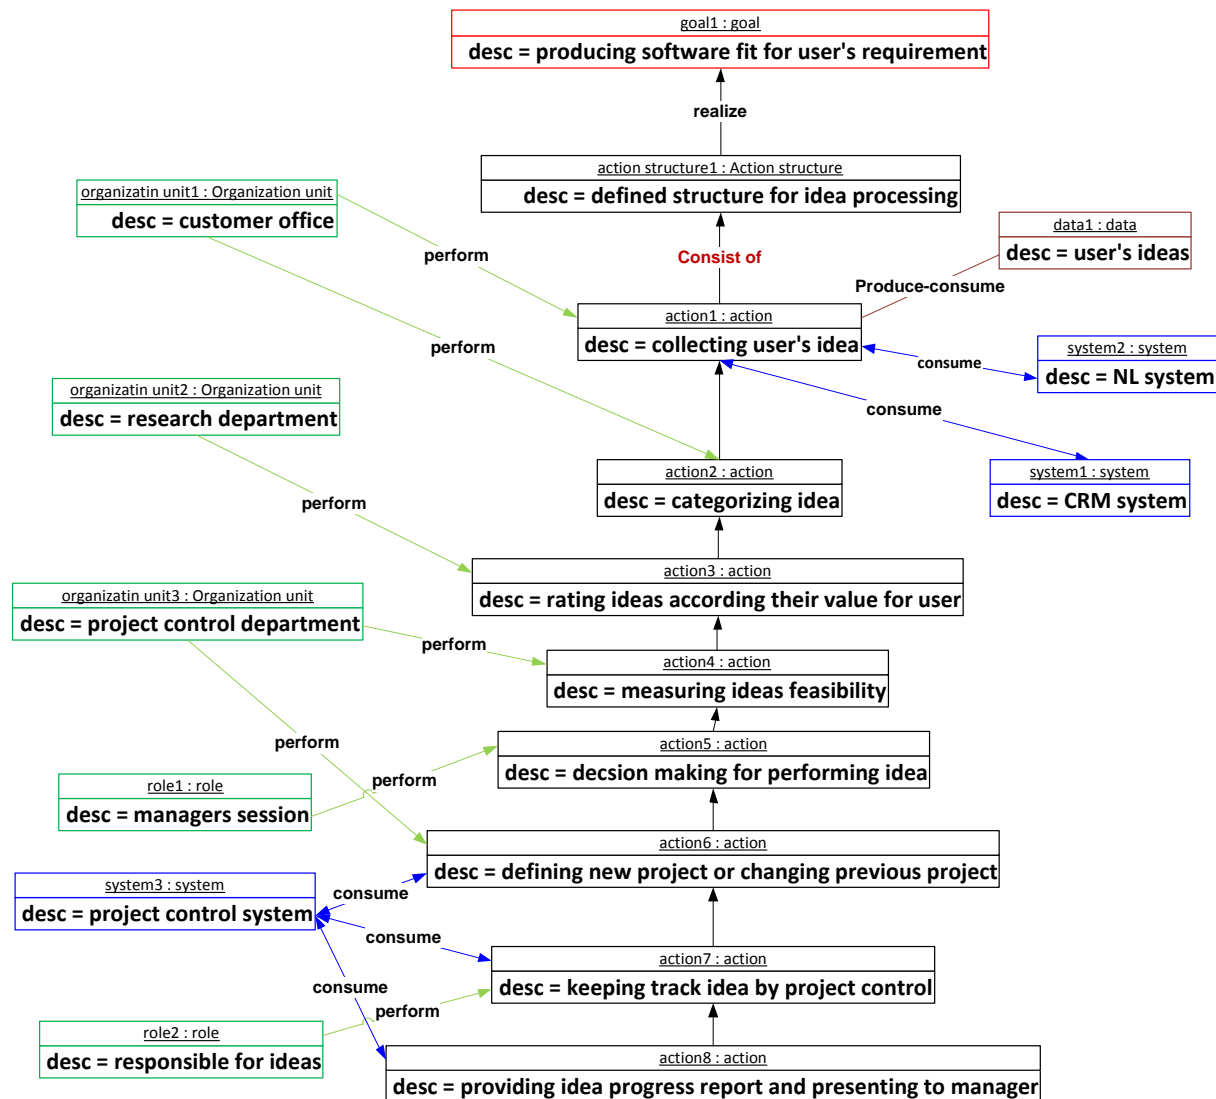 goal1 : goal
desc = producing software fit for user's requirement
realize
action structure1 : Action structure
desc = defined structure for idea processing
organizatin unit1 : Organization unit
desc = customer office
data1 : data
desc = user's ideas
perform
Consist of
Produce-consume
action1 : action
desc = collecting user's idea
system2 : system
desc = NL system
consume
perform
organizatin unit2 : Organization unit
desc = research department
consume
action2 : action
desc = categorizing idea
system1 : system
desc = CRM system
perform
action3 : action
desc = rating ideas according their value for user
organizatin unit3 : Organization unit
desc = project control department
perform
action4 : action
desc = measuring ideas feasibility
perform
action5 : action
desc = decsion making for performing idea
role1 : role
desc = managers session
perform
action6 : action
desc = defining new project or changing previous project
system3 : system
desc = project control system
consume
consume
action7 : action
desc = keeping track idea by project control
consume
perform
role2 : role
desc = responsible for ideas
action8 : action
desc = providing idea progress report and presenting to manager